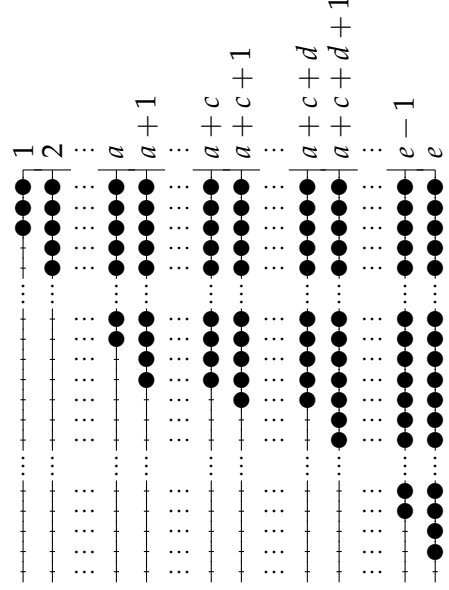 1
2
⋮
a
a + 1
⋮
a + c
a + c + 1
⋮
a + c + d
a + c + d + 1
⋮
e − 1
e